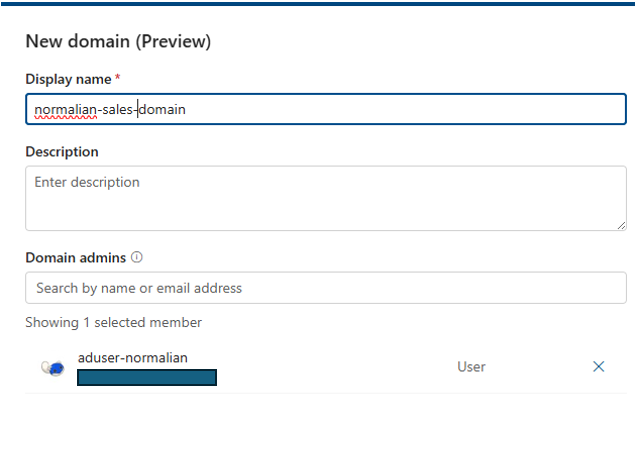 New domain (Preview)
Display name *
normalian-sales-domain
Description
Enter description
Domain admins
Search by name or email address
Showing 1 selected member
aduser-normalian
User